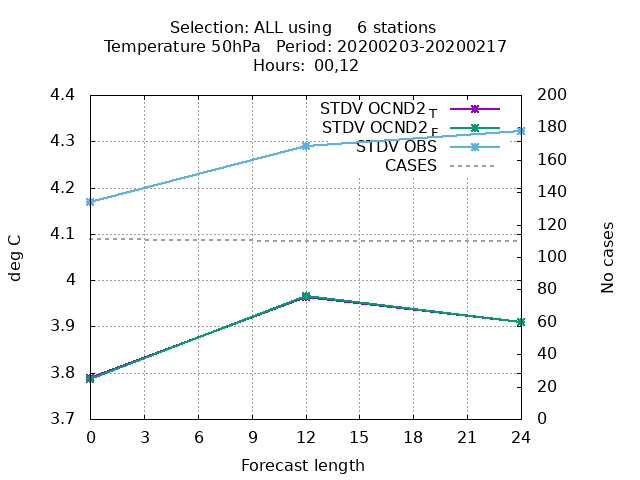 Selection: ALL using 6 stations
Temperature 50hPa Period: 20200203-20200217
Hours: 00,12
4.4
4.3
4.2
4.1
4
3.9
3.8
3.7
deg C
STDV OCND2 T
STDV OCND2 F
STDV OBS
CASES
200
180
160
140
120
100
80
60
40
20
0
No cases
0 3 6 9 12 15 18 21 24
Forecast length